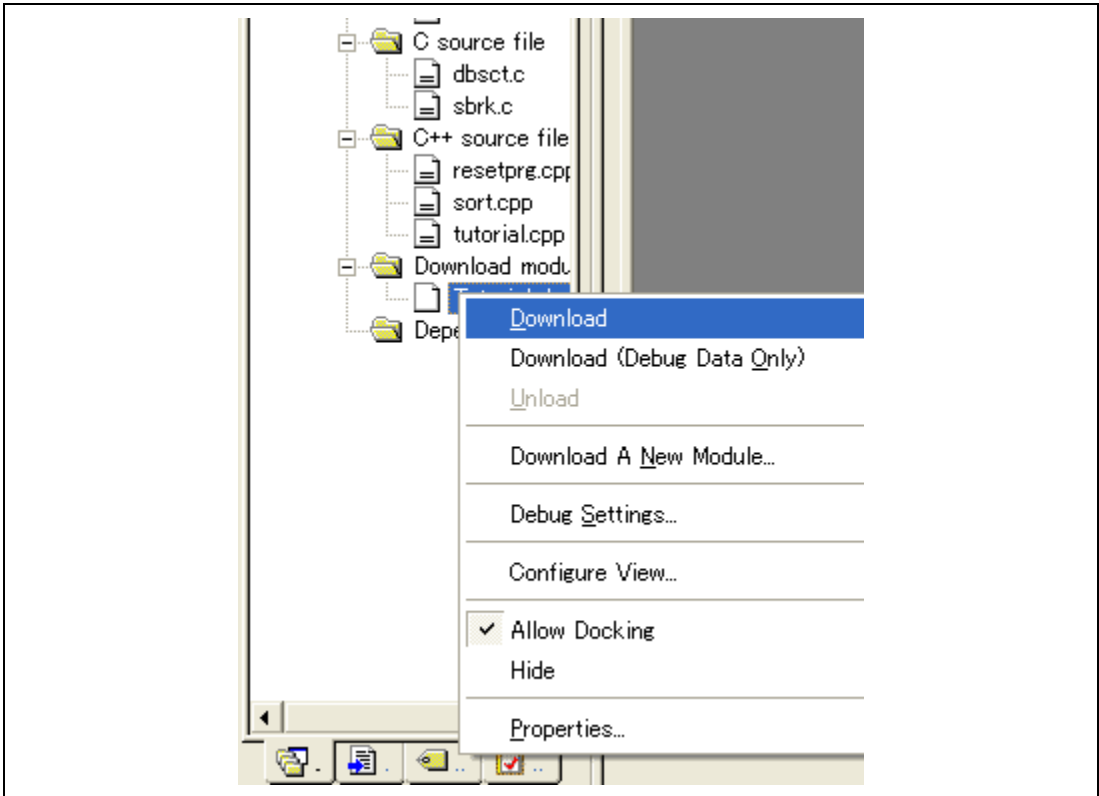 C source file
dbsct.c
sbrk.c
C++ source file
resetprg.cpp
sort.cpp
tutorial.cpp
Download modu
Depe
Download
Download (Debug Data Only)
Unload
Download A New Module...
Debug Settings...
Configure View...
Allow Docking
Hide
Properties...